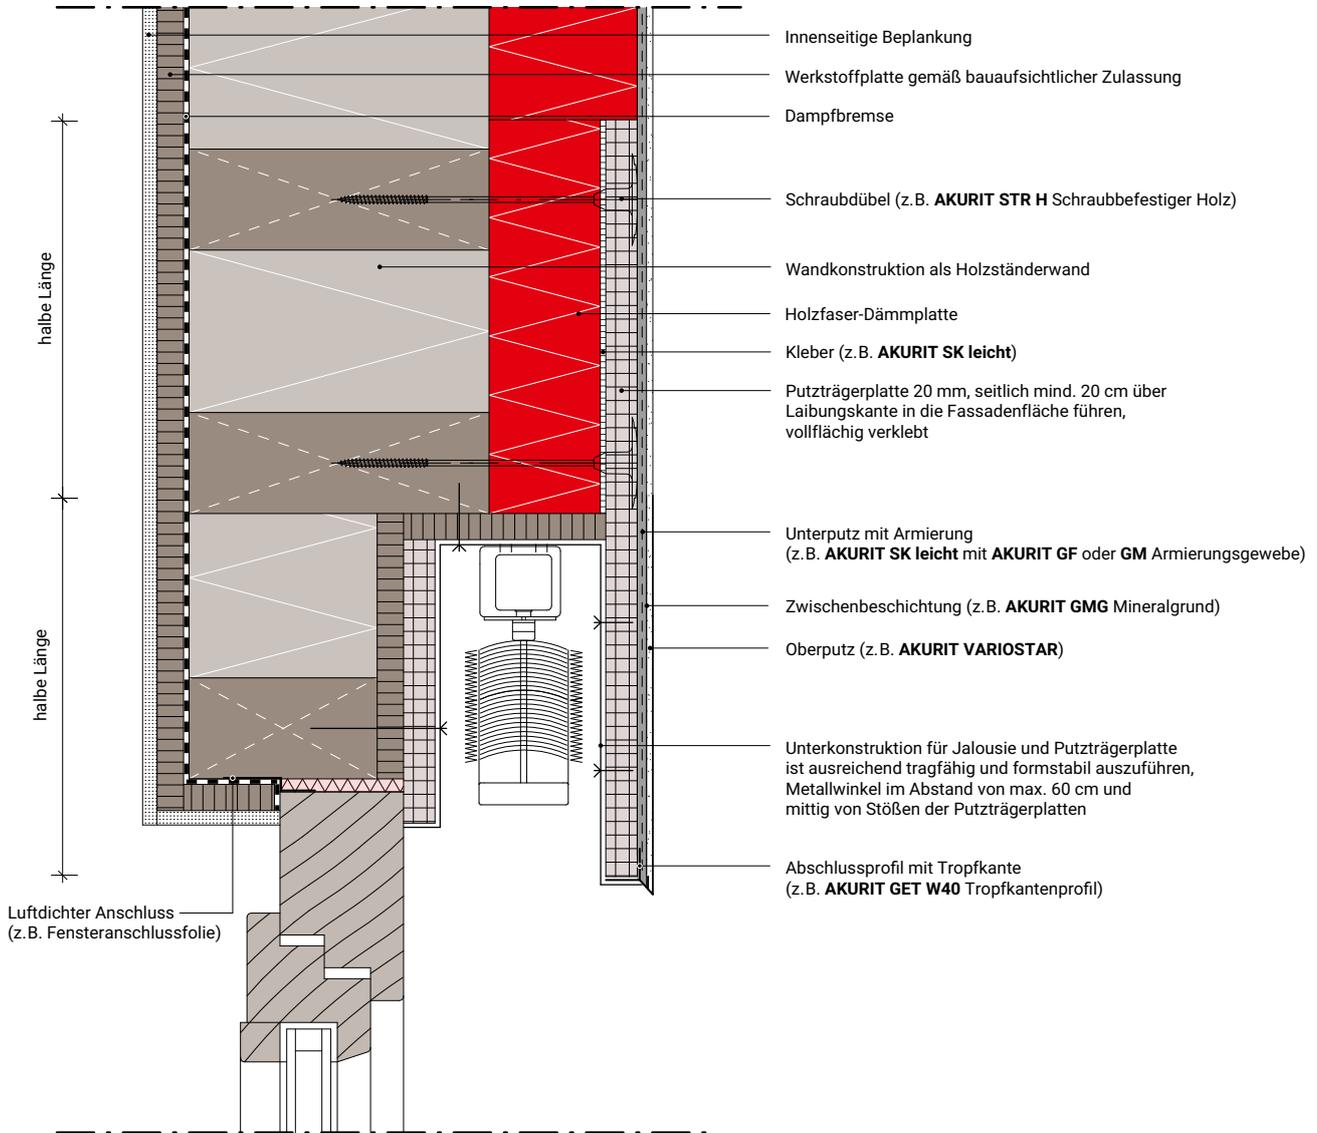 Innenseitige Beplankung
Werkstoffplatte gemäß bauaufsichtlicher Zulassung
Dampfbremse
Schraubdübel (z.B. AKURIT STR H Schraubbefestiger Holz)
Wandkonstruktion als Holzständerwand
Holzfaser-Dämmplatte
Kleber (z.B. AKURIT SK leicht)
Putzträgerplatte 20 mm, seitlich mind. 20 cm über
Laibungskante in die Fassadenfläche führen,
vollflächig verklebt
Unterputz mit Armierung
(z.B. AKURIT SK leicht mit AKURIT GF oder GM Armierungsgewebe)
Zwischenbeschichtung (z.B. AKURIT GMG Mineralgrund)
Oberputz (z.B. AKURIT VARIOSTAR)
Unterkonstruktion für Jalousie und Putzträgerplatte
ist ausreichend tragfähig und formstabil auszuführen,
Metallwinkel im Abstand von max. 60 cm und
mittig von Stößen der Putzträgerplatten
Abschlussprofil mit Tropfkante
(z.B. AKURIT GET W40 Tropfkantenprofil)
halbe Länge
halbe Länge
Luftdichter Anschluss
(z.B. Fensteranschlussfolie)